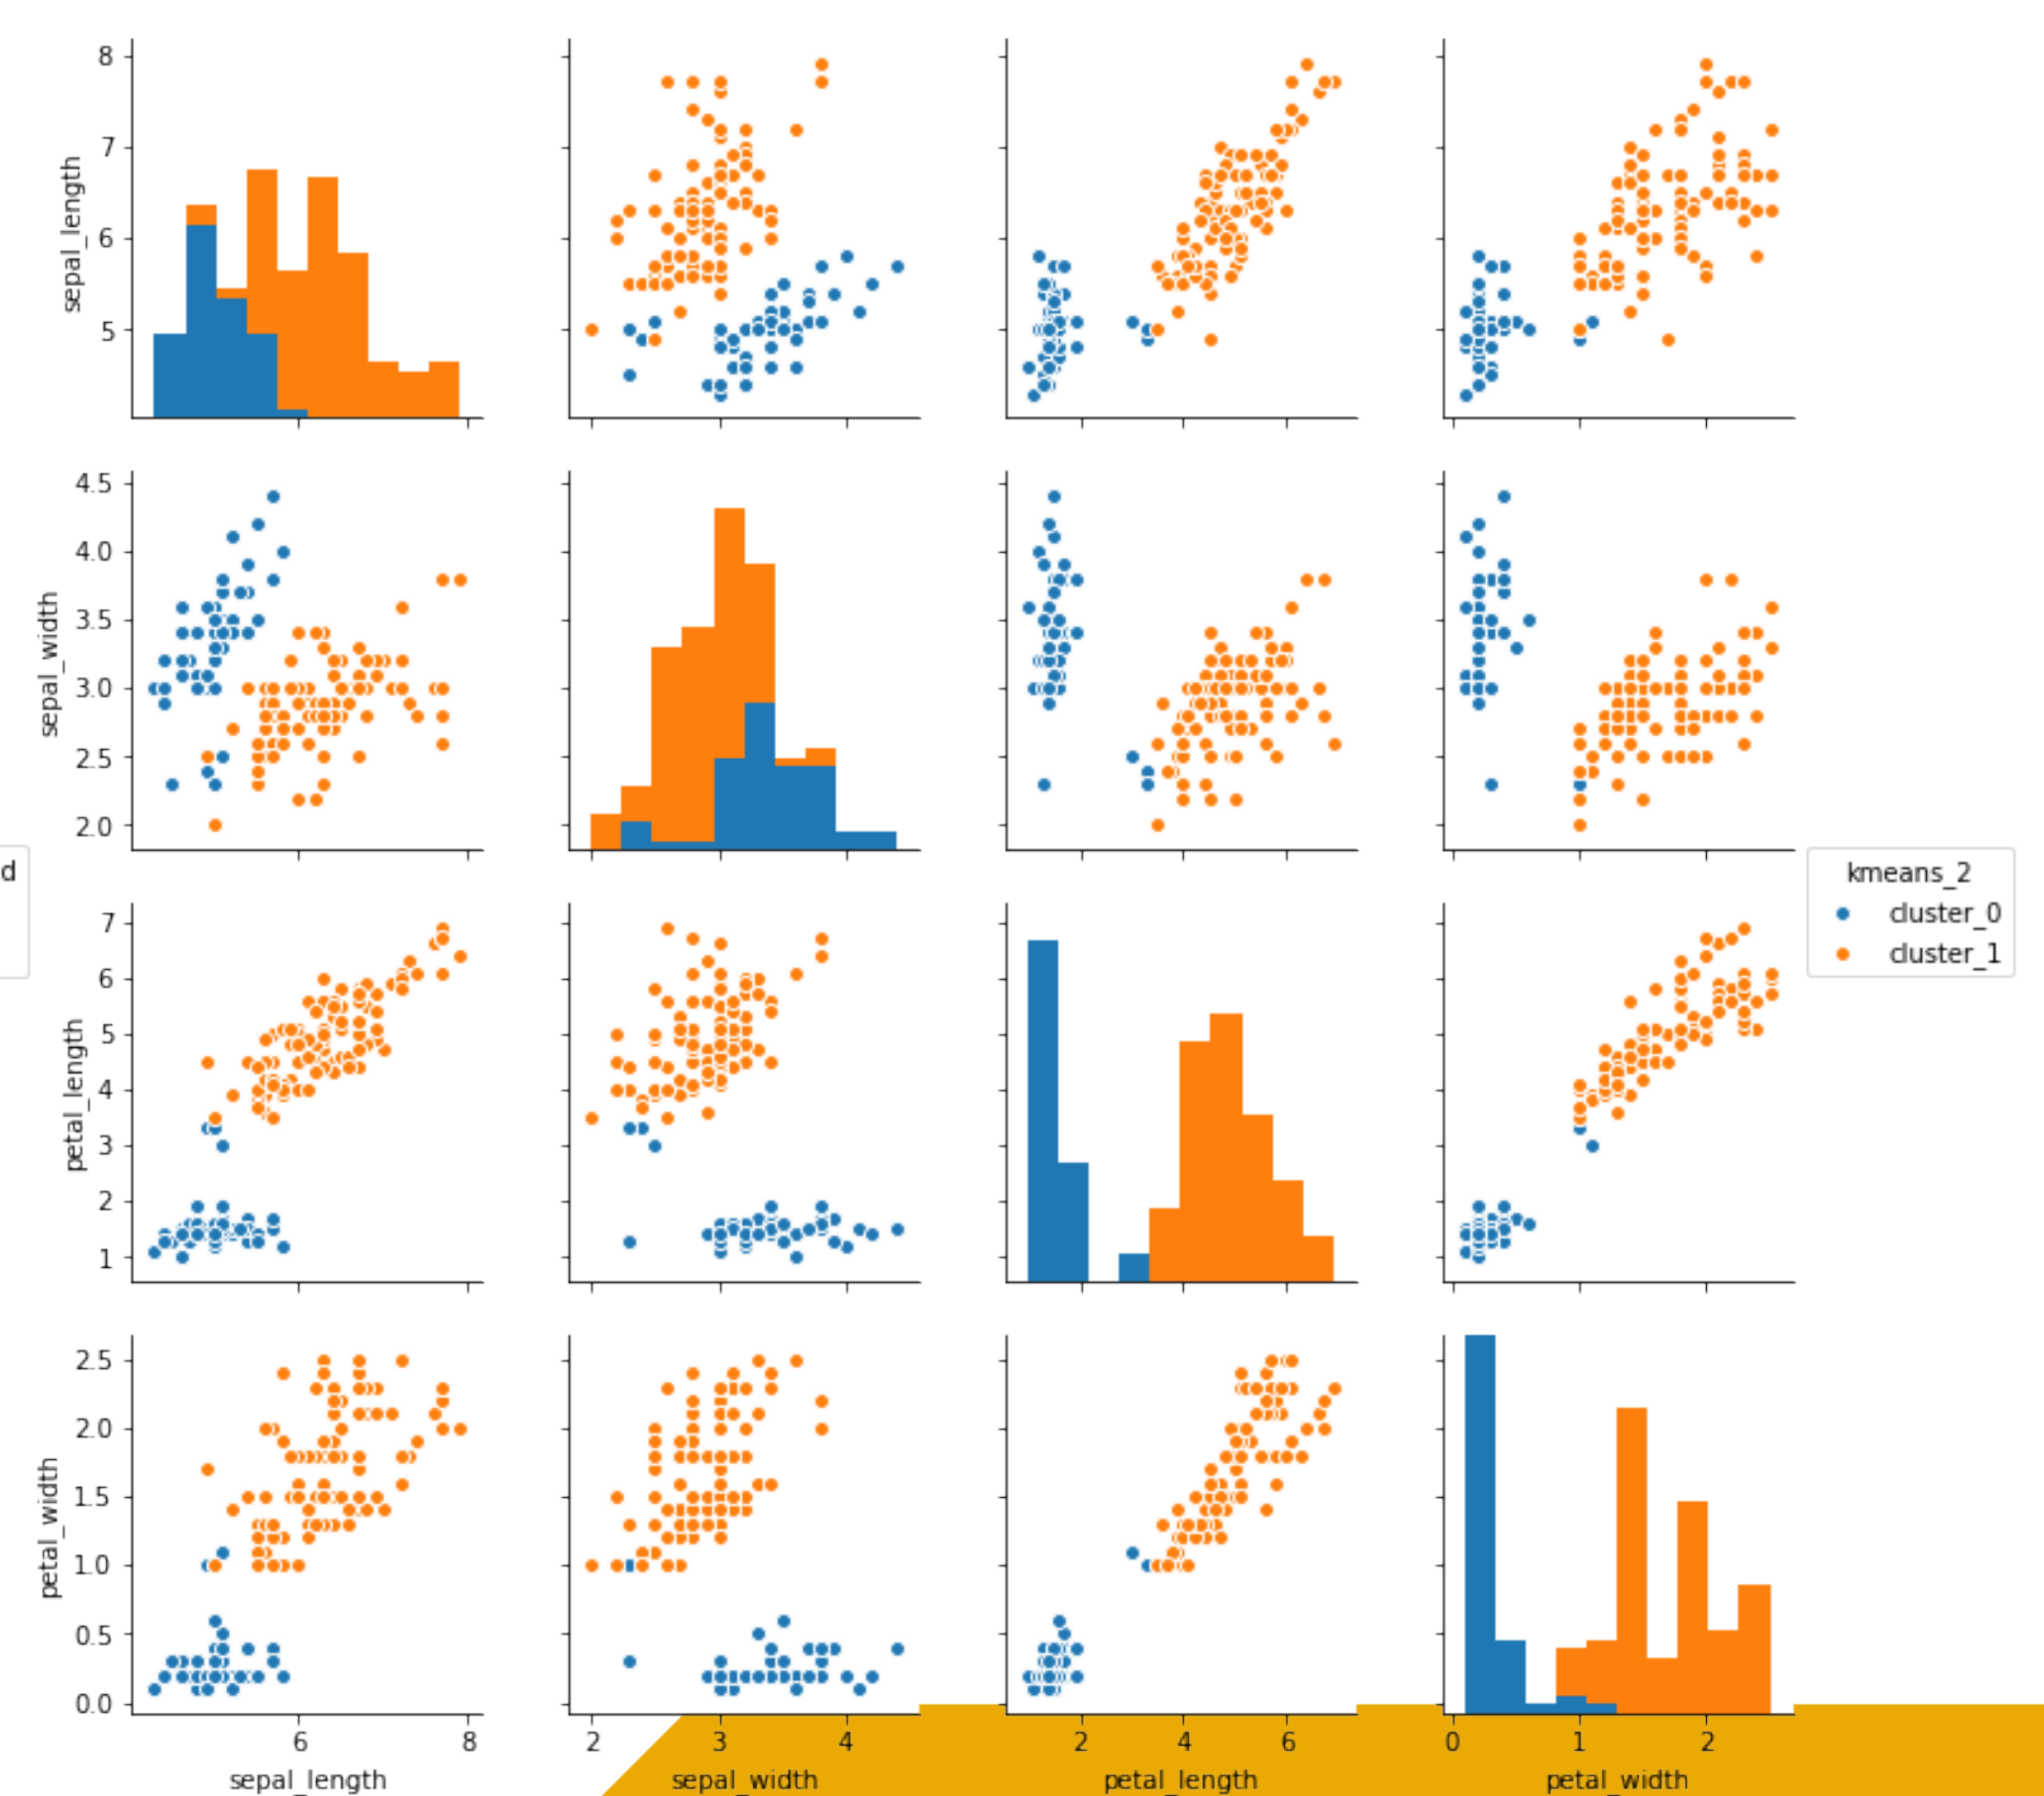 8
7
6
5
sepal_length
4.5
4.0
3.5
3.0
2.5
2.0
sepal_width
d
kmeans_2
cluster_0
cluster_1
7
6
5
4
3
2
1
petal_length
2.5
2.0
1.5
1.0
0.5
0.0
petal_width
6 8 2 3 4 2 4 6 0 1 2
sepal_length sepal_width petal_length petal_width